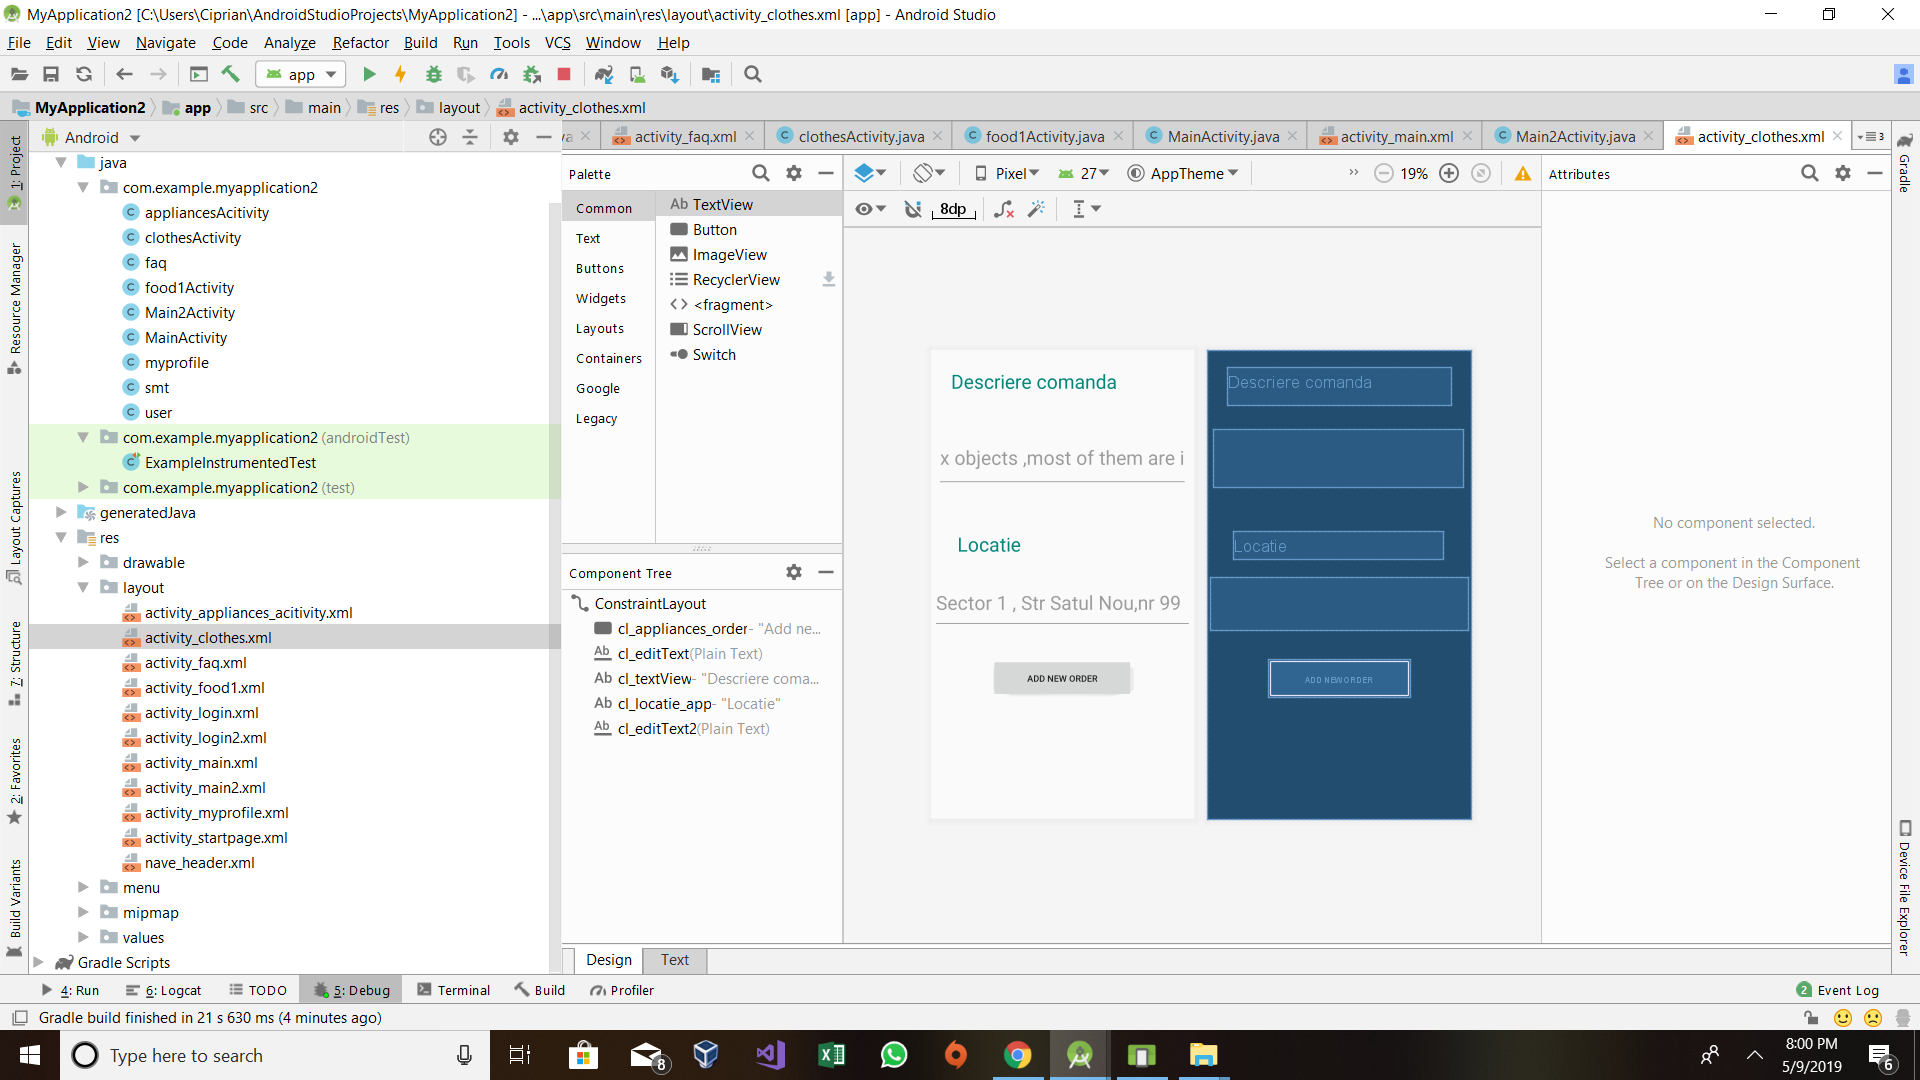 MyApplication2 [C:\Users\Ciprian\AndroidStudioProjects\MyApplication2] - ...\app\src\main\res\layout\activity_clothes.xml [app] - Android Studio
File Edit View Navigate Code Analyze Refactor Build Run Tools VCS Window Help
app
MyApplication2 app src main res layout activity_clothes.xml
Android
va activity_faq.xml clothesActivity.java food1Activity.java MainActivity.java activity_main.xml Main2Activity.java activity_clothes.xml 3
1: Project
Resource Manager
Layout Captures
7: Structure
2: Favorites
Build Variants
java
com.example.myapplication2
appliancesAcitivity
clothesActivity
faq
food1Activity
Main2Activity
MainActivity
myprofile
smt
user
com.example.myapplication2 (androidTest)
ExampleInstrumentedTest
com.example.myapplication2 (test)
generatedJava
res
drawable
layout
activity_appliances_acitivity.xml
activity_clothes.xml
activity_faq.xml
activity_food1.xml
activity_login.xml
activity_login2.xml
activity_main.xml
activity_main2.xml
activity_myprofile.xml
activity_startpage.xml
nave_header.xml
menu
mipmap
values
Gradle Scripts
Palette
Common
Text
Buttons
Widgets
Layouts
Containers
Google
Legacy
Ab TextView
Button
ImageView
RecyclerView
<> <fragment>
ScrollView
Switch
Component Tree
ConstraintLayout
cl_appliances_order- "Add ne...
Ab cl_editText(Plain Text)
Ab cl_textView- "Descriere coma...
Ab cl_locatie_app- "Locatie"
Ab cl_editText2(Plain Text)
Pixel 27 AppTheme 19%
8dp
Descriere comanda
x objects ,most of them are i
Locatie
Sector 1 , Str Satul Nou,nr 99
ADD NEW ORDER
Descriere comanda
Locatie
ADD NEW ORDER
Attributes
No component selected.
Select a component in the Component
Tree or on the Design Surface.
Gradle
Device File Explorer
Design Text
4: Run 6: Logcat TODO 5: Debug Terminal Build Profiler 2 Event Log
Gradle build finished in 21 s 630 ms (4 minutes ago)
Type here to search
8
8:00 PM
5/9/2019
6